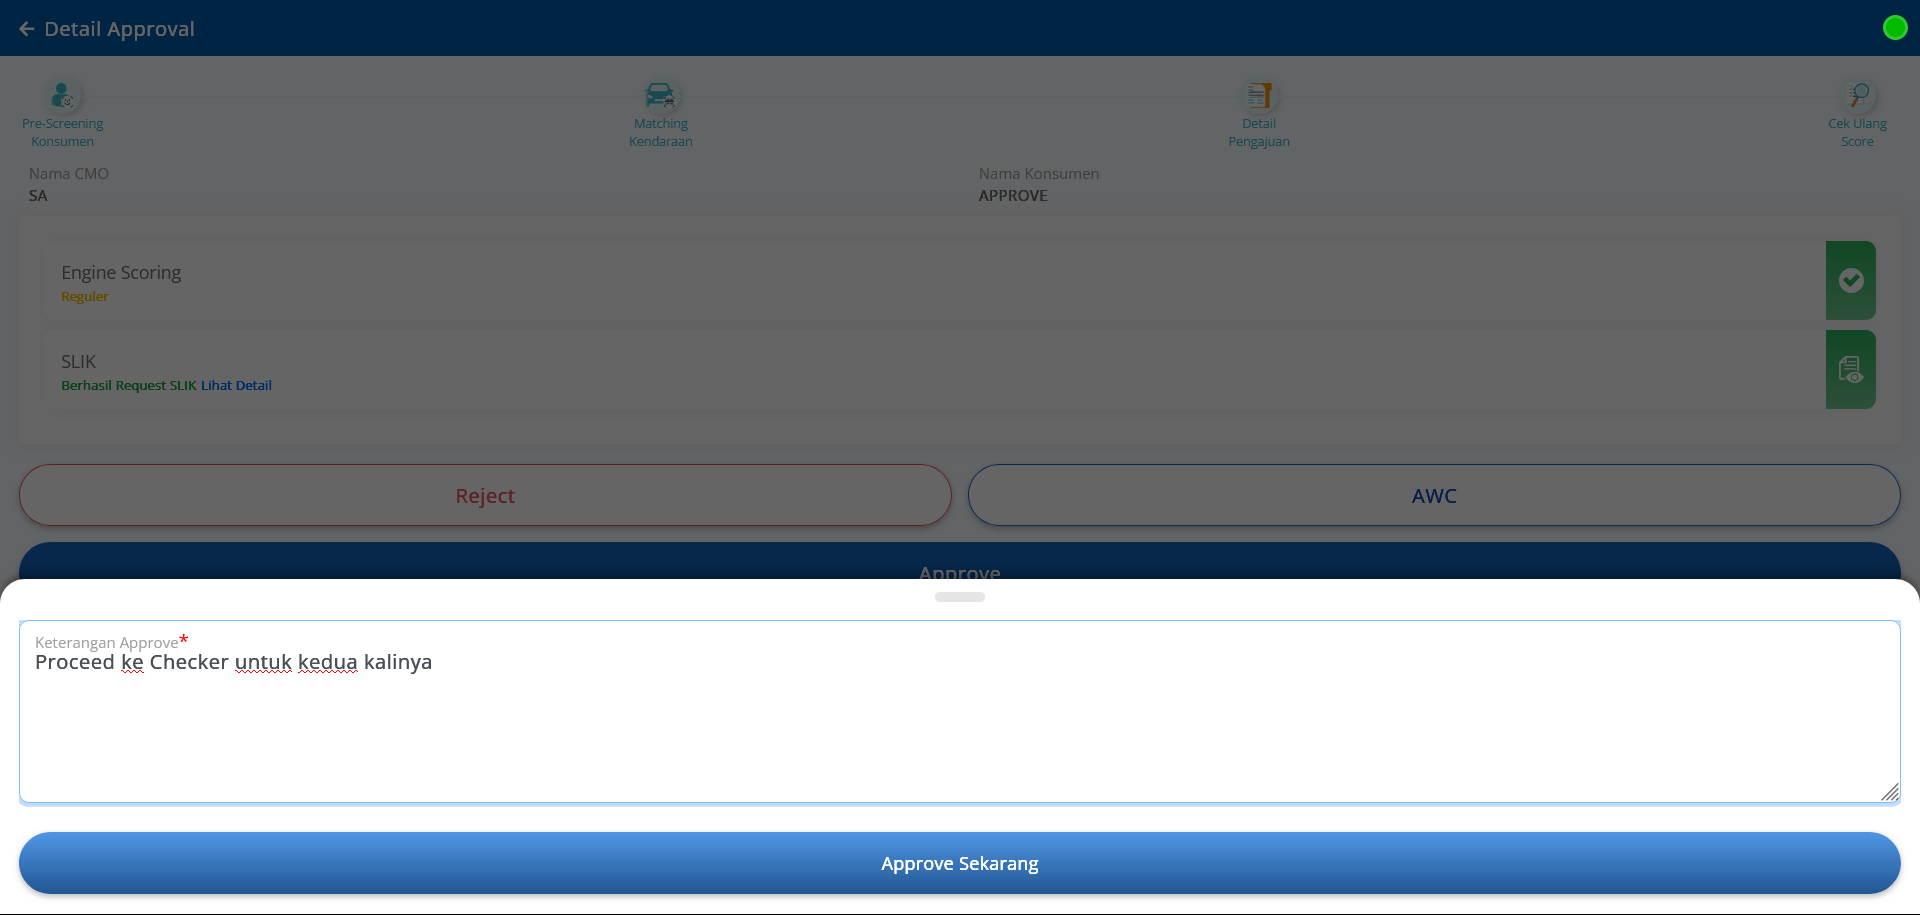 Detail Approval
Pre-Screening
Konsumen
Matching
Kendaraan
Detail
Pengajuan
Cek Ulang
Score
Nama CMO
SA
Nama Konsumen
APPROVE
Engine Scoring
Reguler
SLIK
Berhasil Request SLIK Lihat Detail
Reject
AWC
Approve
Keterangan Approve*
Proceed ke Checker untuk kedua kalinya
Approve Sekarang